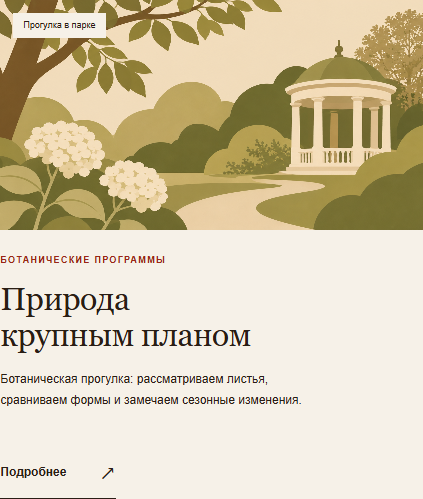 Прогулка в парке
БОТАНИЧЕСКИЕ ПРОГРАММЫ
Природа
крупным планом
Ботаническая прогулка: рассматриваем листья,
сравниваем формы и замечаем сезонные изменения.
Подробнее ↗